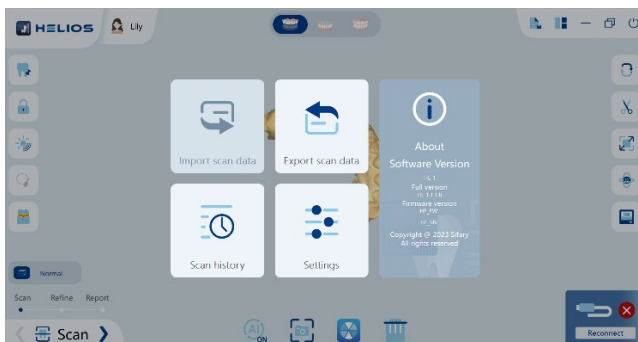 HELIOS
Lily
Import scan data
Export scan data
About
Software Version
Full version
Firmware version
Copyright @ 2023 Sifary
All rights reserved
Scan history
Settings
Normal
Scan Refine Report
Scan
AI
ON
Reconnect